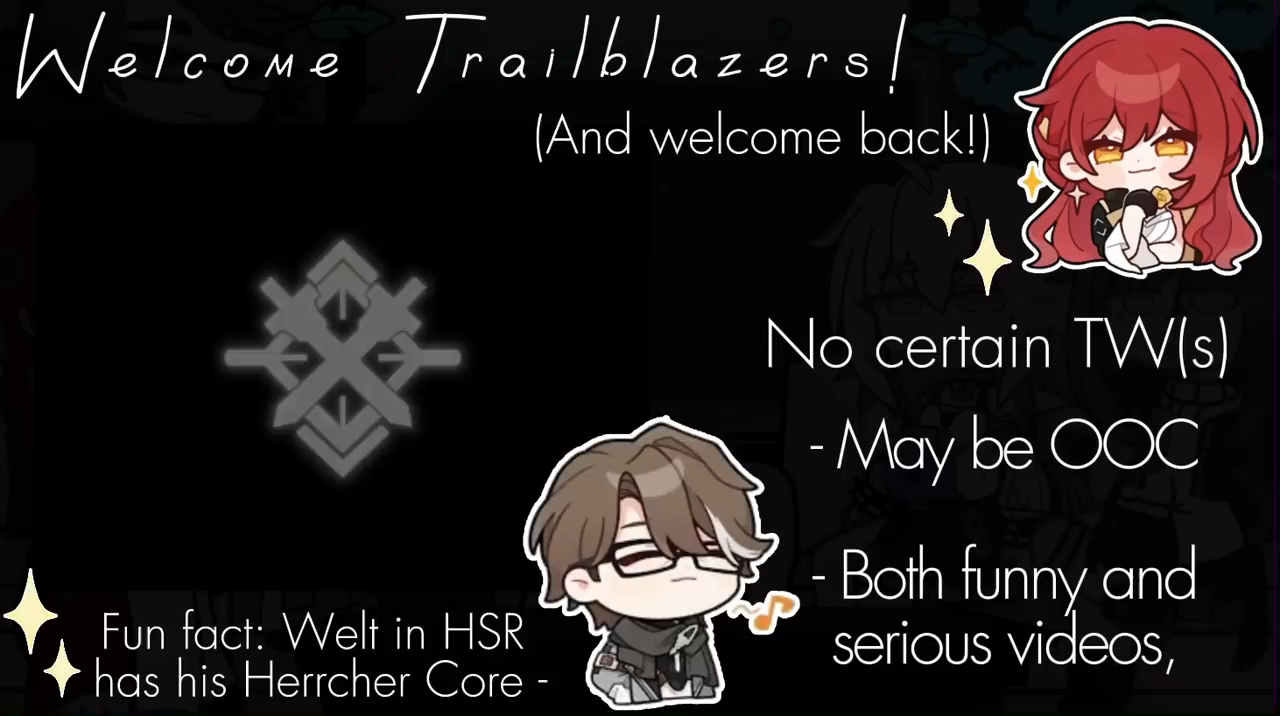 Welcome Trailblazers!
(And welcome back!)
No certain TW(s)
- May be OOC
- Both funny and
serious videos,
Fun fact: Welt in HSR
has his Herrcher Core -